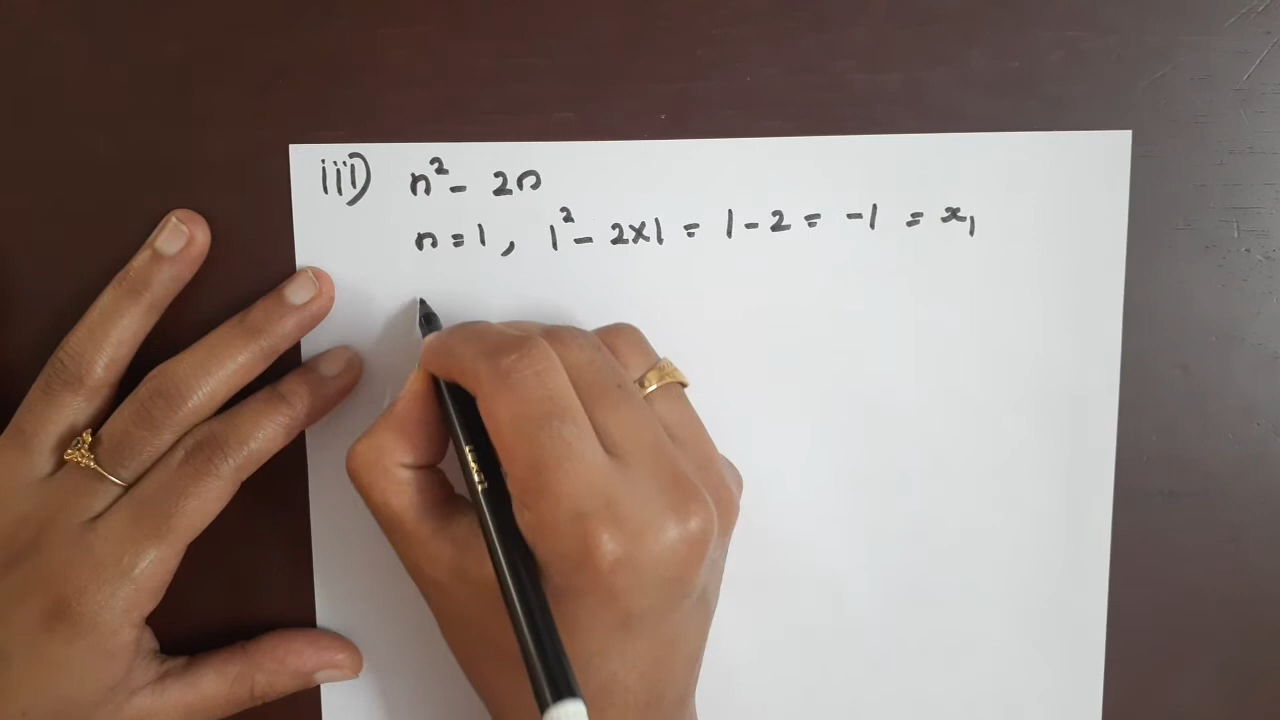 iii) n² - 2n
n = 1, 1² - 2×1 = 1 - 2 = -1 = x₁